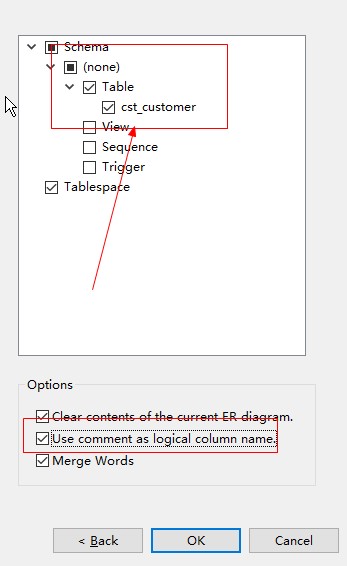 Schema
(none)
Table
cst_customer
View
Sequence
Trigger
Tablespace
Options
Clear contents of the current ER diagram.
Use comment as logical column name.
Merge Words
< Back OK Cancel